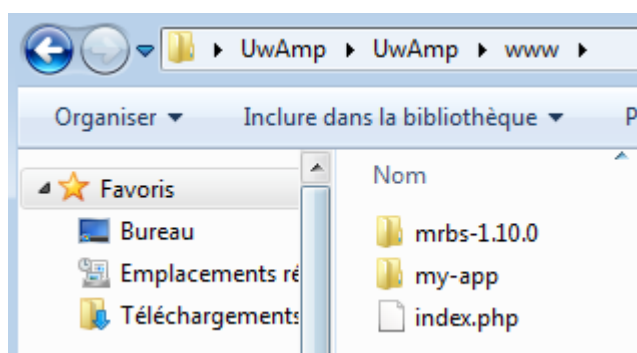 UwAmp ▸ UwAmp ▸ www ▸
Organiser Inclure dans la bibliothèque P
Favoris
Nom
Bureau
mrbs-1.10.0
Emplacements ré
my-app
Téléchargements
index.php